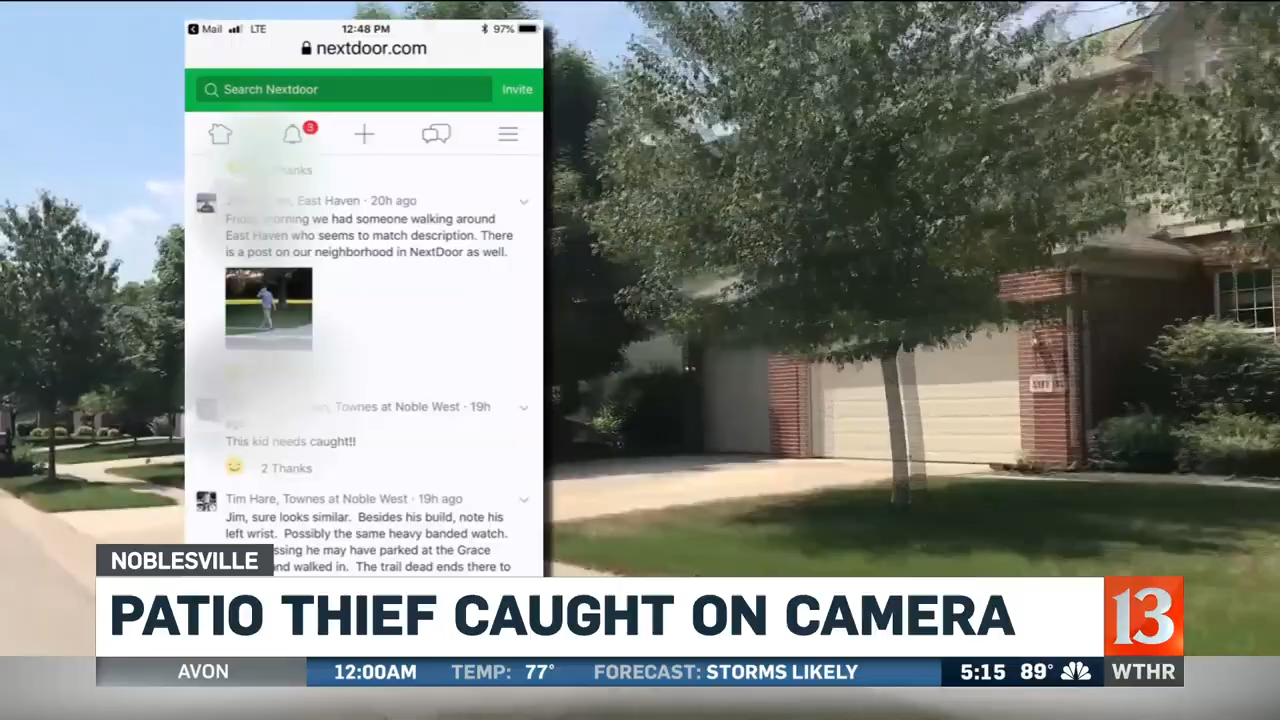 Mail LTE 12:48 PM 97%
nextdoor.com
Search Nextdoor Invite
3
Thanks
East Haven · 20h ago
morning we had someone walking around
East Haven who seems to match description. There
is a post on our neighborhood in NextDoor as well.
Townes at Noble West · 19h
ago
This kid needs caught!!
2 Thanks
Tim Hare, Townes at Noble West · 19h ago
Jim, sure looks similar. Besides his build, note his
left wrist. Possibly the same heavy banded watch.
he may have parked at the Grace
and walked in. The trail dead ends there to
NOBLESVILLE
PATIO THIEF CAUGHT ON CAMERA
13
AVON 12:00AM TEMP: 77° FORECAST: STORMS LIKELY 5:15 89° WTHR